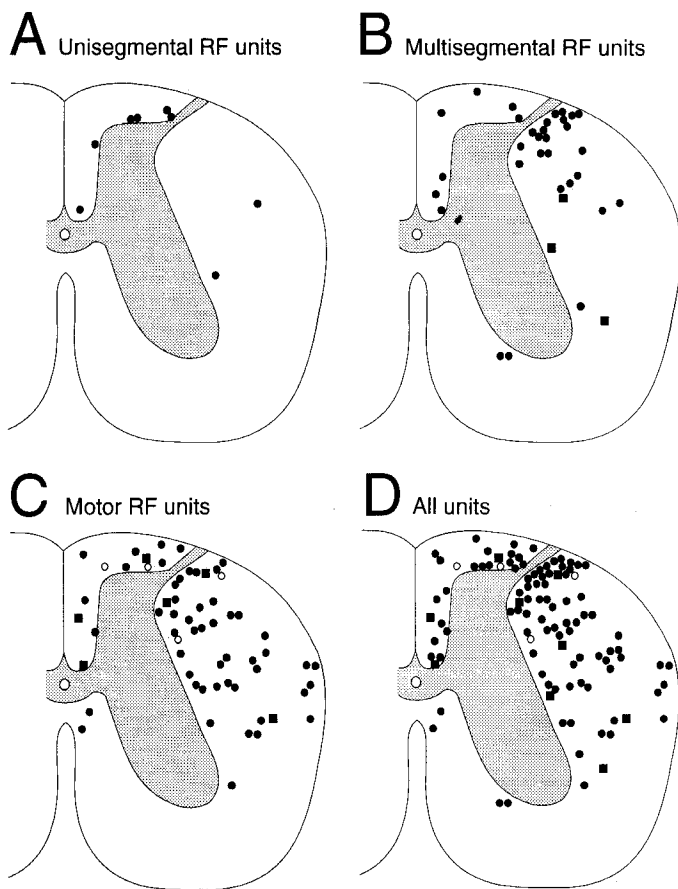 A Unisegmental RF units
B Multisegmental RF units
C Motor RF units
D All units